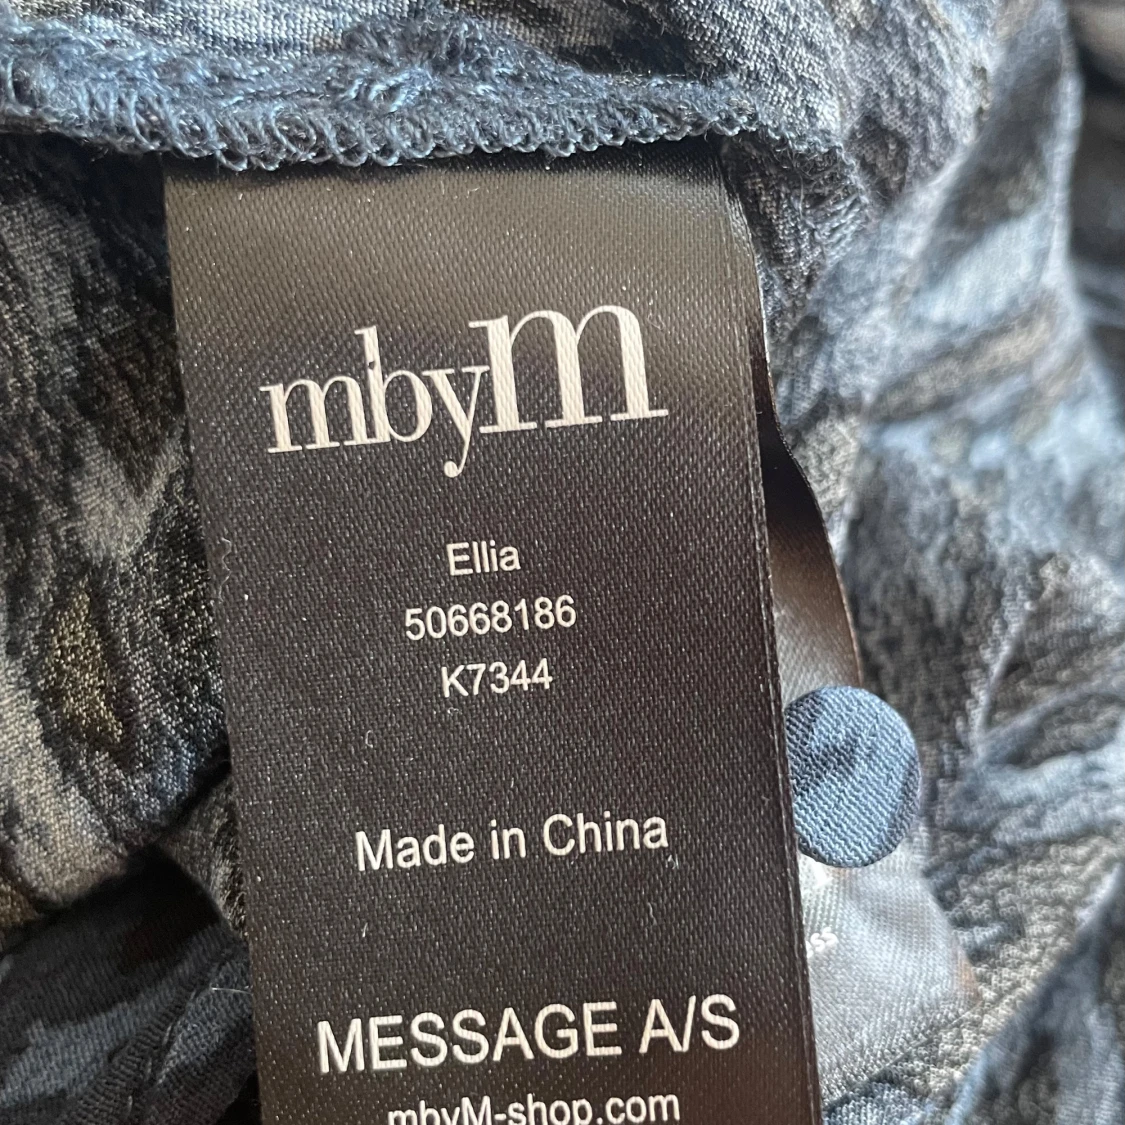 mbyM
Ellia
50668186
K7344
Made in China
MESSAGE A/S
mbyM-shop.com